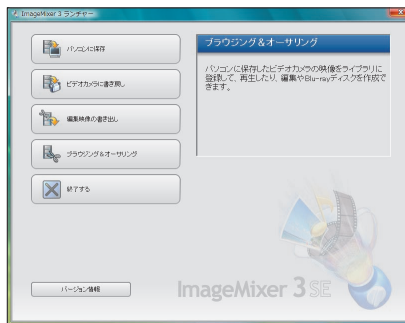 ImageMixer 3 ランチャー
パソコンに保存
ビデオカメラに書き戻し
編集映像の書き出し
ブラウジング&オーサリング
終了する
バージョン情報
ブラウジング&オーサリング
パソコンに保存したビデオカメラの映像をライブラリに
登録して、再生したり、編集やBlu-rayディスクを作成で
きます。
ImageMixer 3 SE